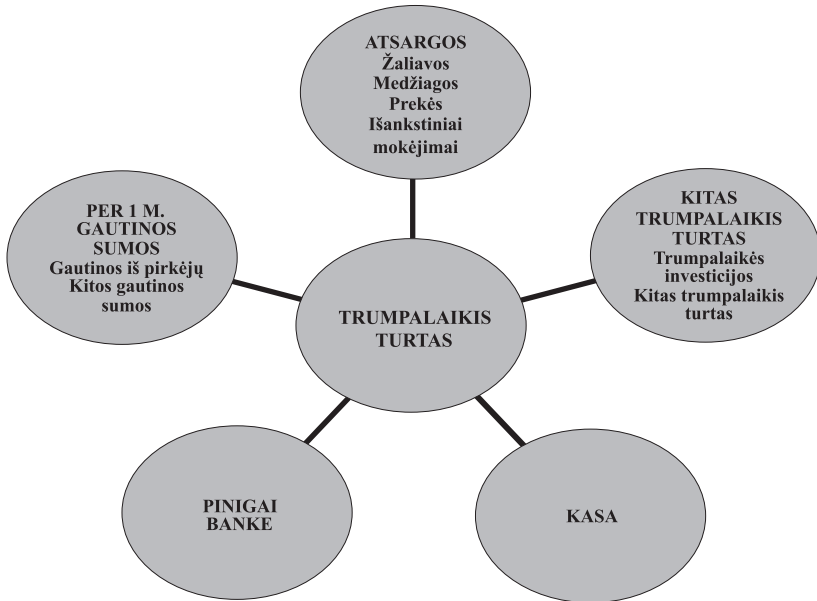 ATSARGOS
Žaliavos
Medžiagos
Prekės
Išankstiniai
mokėjimai
PER 1 M.
GAUTINOS
SUMOS
Gautinos iš pirkėjų
Kitos gautinos
sumos
KITAS
TRUMPALAIKIS
TURTAS
Trumpalaikės
investicijos
Kitas trumpalaikis
turtas
TRUMPALAIKIS
TURTAS
PINIGAI
BANKE
KASA